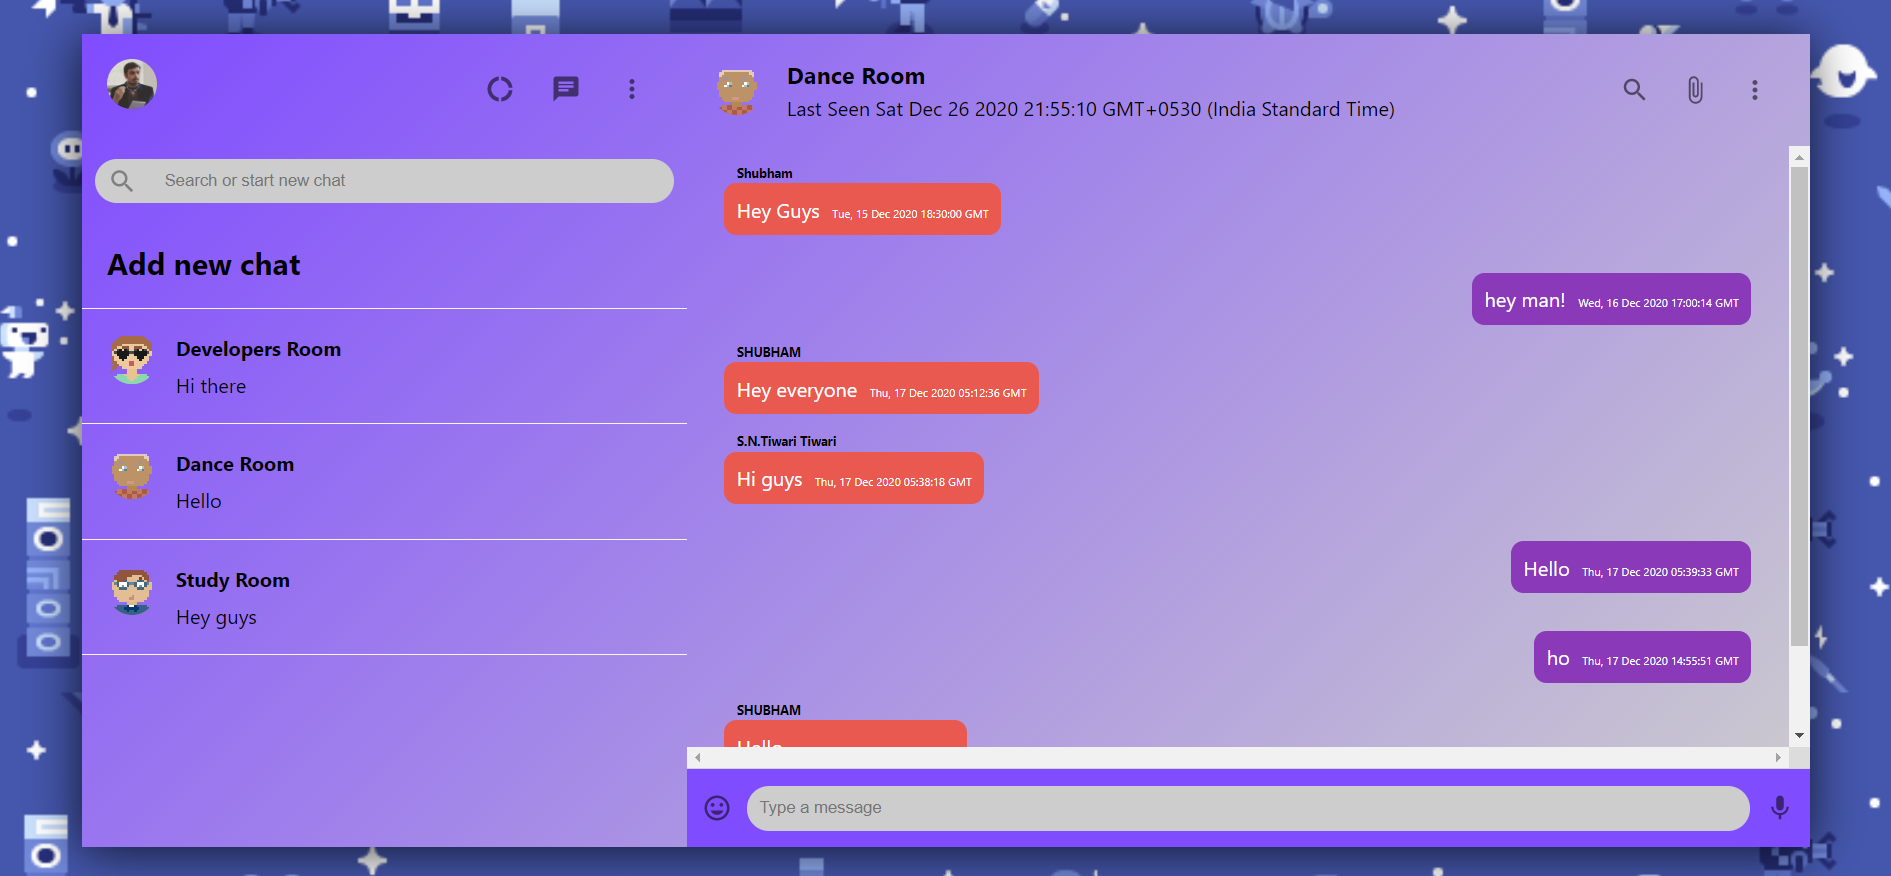 Search or start new chat
Add new chat
Developers Room
Hi there
Dance Room
Hello
Study Room
Hey guys
Dance Room
Last Seen Sat Dec 26 2020 21:55:10 GMT+0530 (India Standard Time)
Shubham
Hey Guys Tue, 15 Dec 2020 18:30:00 GMT
hey man! Wed, 16 Dec 2020 17:00:14 GMT
SHUBHAM
Hey everyone Thu, 17 Dec 2020 05:12:36 GMT
S.N.Tiwari Tiwari
Hi guys Thu, 17 Dec 2020 05:38:18 GMT
Hello Thu, 17 Dec 2020 05:39:33 GMT
ho Thu, 17 Dec 2020 14:55:51 GMT
SHUBHAM
Hello
Type a message